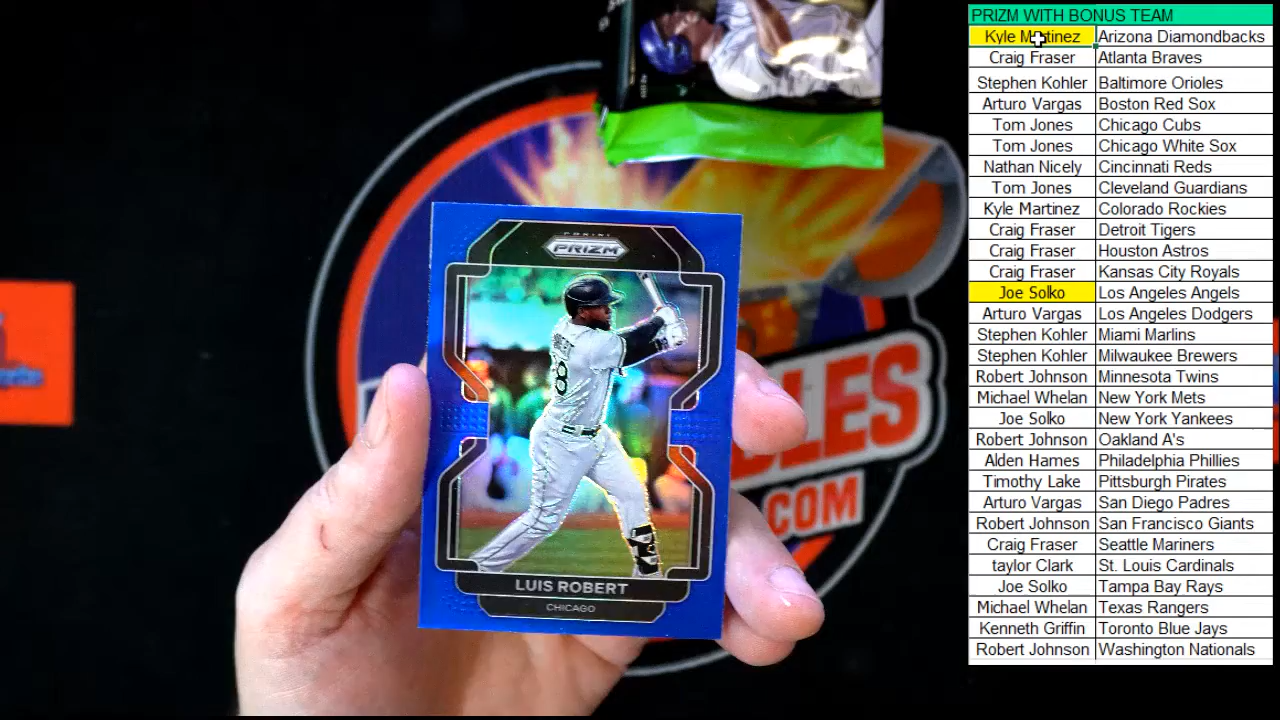 PRIZM WITH BONUS TEAM
Kyle Martinez Arizona Diamondbacks
Craig Fraser Atlanta Braves
Stephen Kohler Baltimore Orioles
Arturo Vargas Boston Red Sox
Tom Jones Chicago Cubs
Tom Jones Chicago White Sox
Nathan Nicely Cincinnati Reds
Tom Jones Cleveland Guardians
Kyle Martinez Colorado Rockies
Craig Fraser Detroit Tigers
Craig Fraser Houston Astros
Craig Fraser Kansas City Royals
Joe Solko Los Angeles Angels
Arturo Vargas Los Angeles Dodgers
Stephen Kohler Miami Marlins
Stephen Kohler Milwaukee Brewers
Robert Johnson Minnesota Twins
Michael Whelan New York Mets
Joe Solko New York Yankees
Robert Johnson Oakland A's
Alden Hames Philadelphia Phillies
Timothy Lake Pittsburgh Pirates
Arturo Vargas San Diego Padres
Robert Johnson San Francisco Giants
Craig Fraser Seattle Mariners
taylor Clark St. Louis Cardinals
Joe Solko Tampa Bay Rays
Michael Whelan Texas Rangers
Kenneth Griffin Toronto Blue Jays
Robert Johnson Washington Nationals
PANINI
PRIZM
8
LUIS ROBERT
CHICAGO
.COM